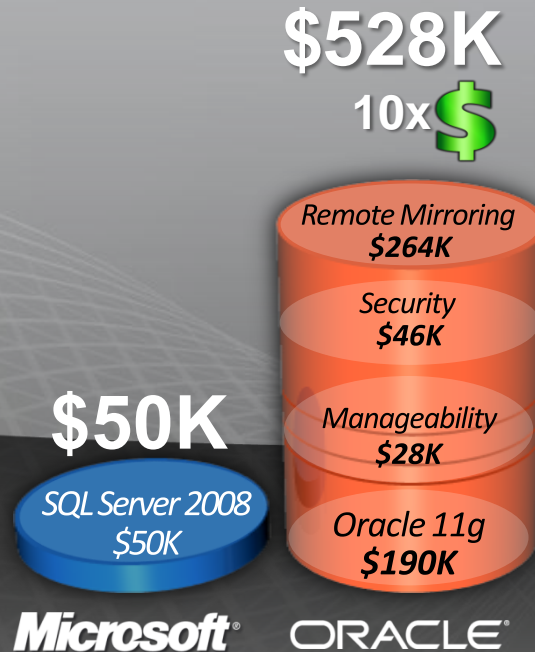 $528K
10x$
Remote Mirroring
$264K
Security
$46K
$50K
Manageability
$28K
SQL Server 2008
$50K
Oracle 11g
$190K
Microsoft®
ORACLE®